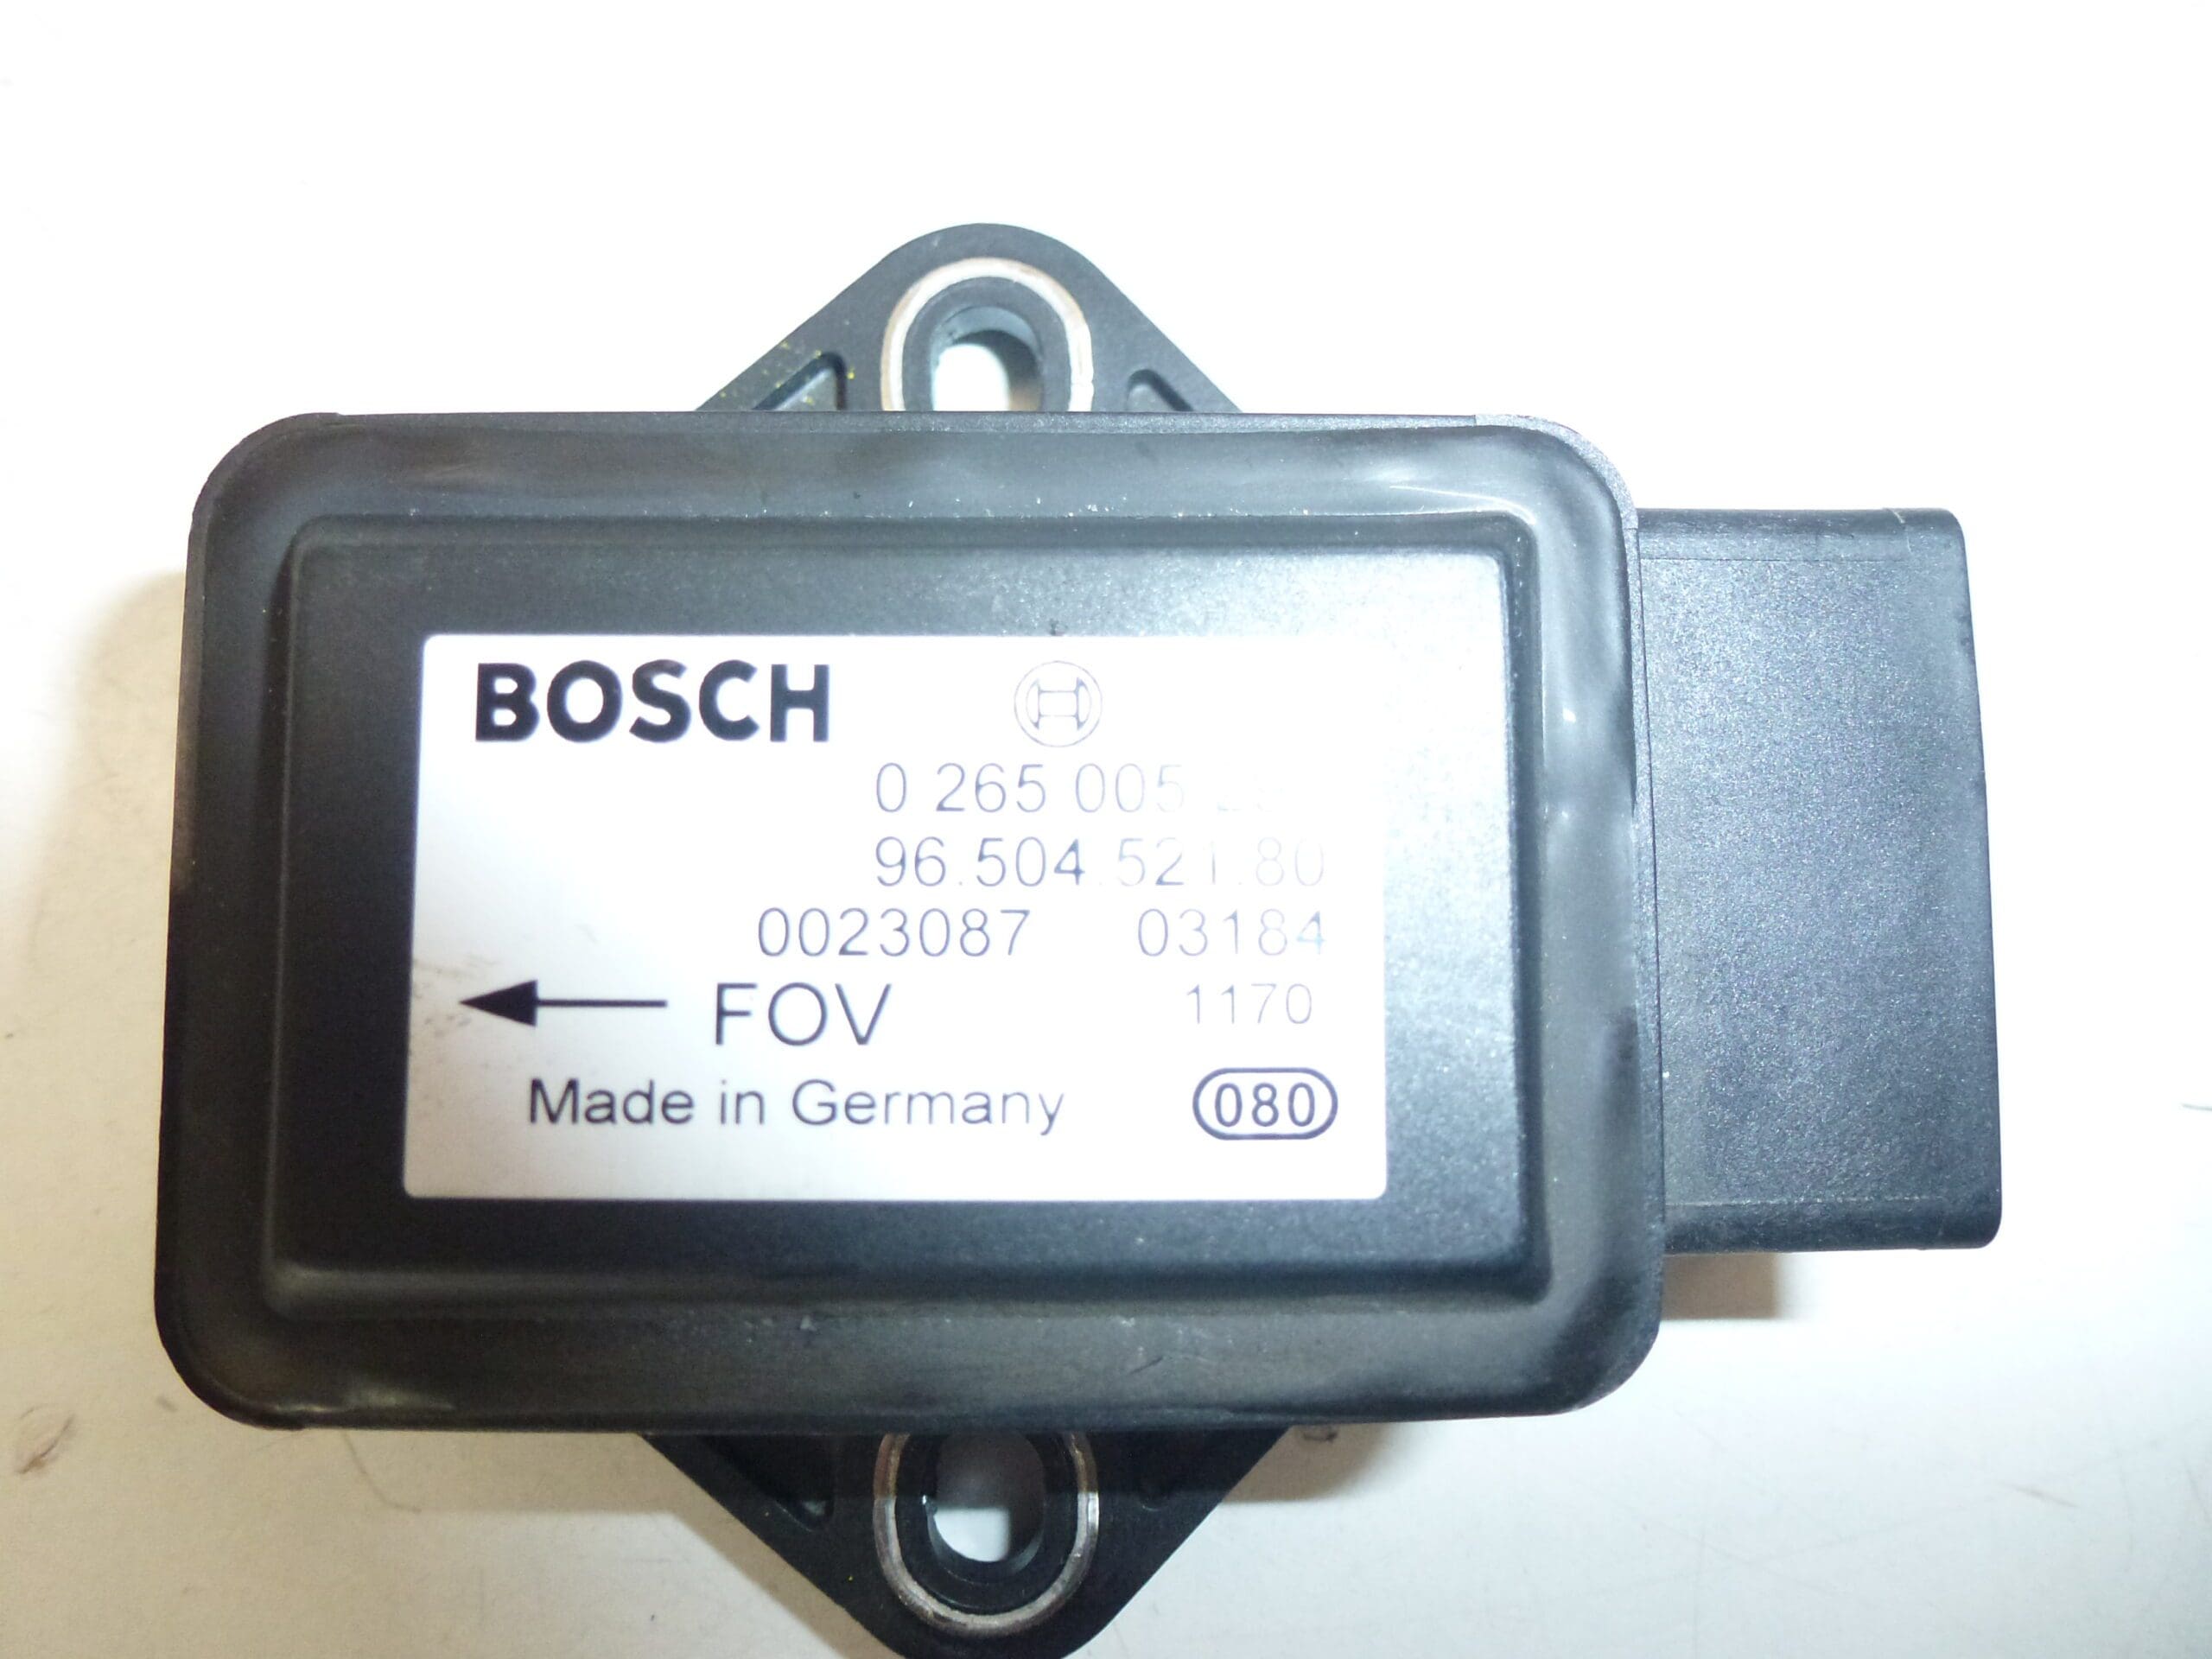 BOSCH
0 265 005
96.504.521.80
0023087 03184
FOV 1170
Made in Germany 080